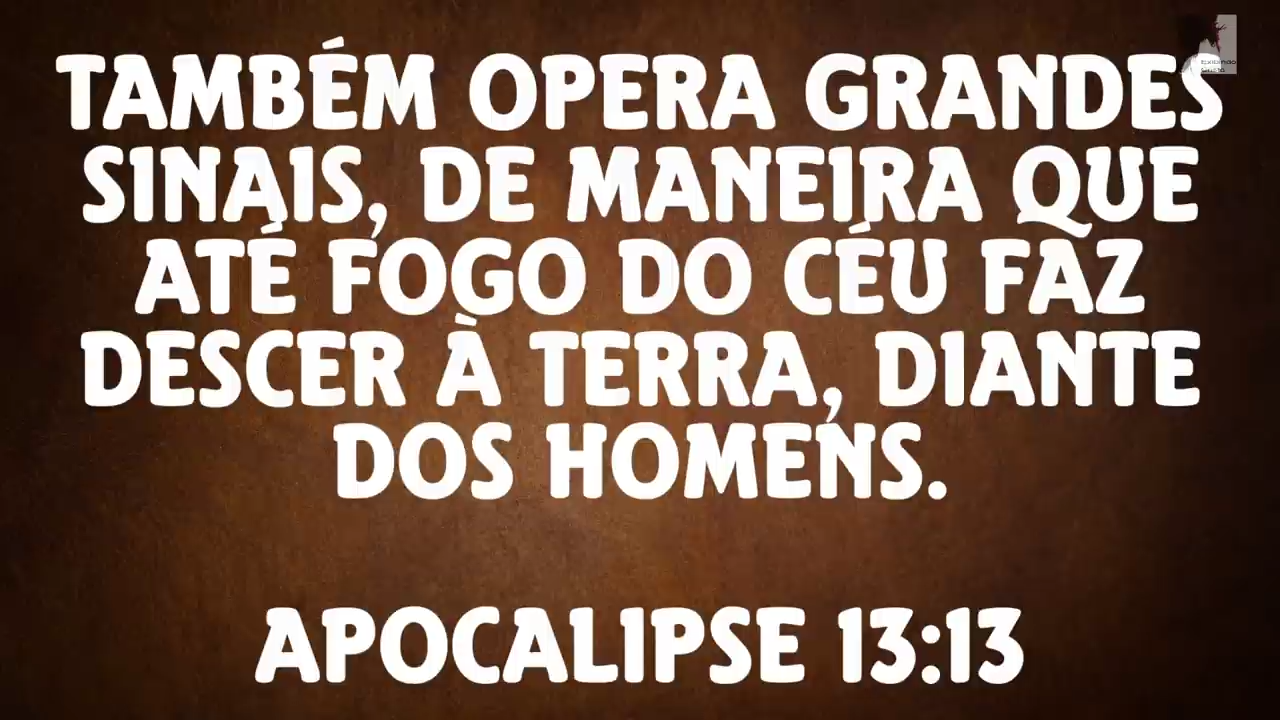 TAMBÉM OPERA GRANDES
SINAIS, DE MANEIRA QUE
ATÉ FOGO DO CÉU FAZ
DESCER À TERRA, DIANTE
DOS HOMENS.
APOCALIPSE 13:13